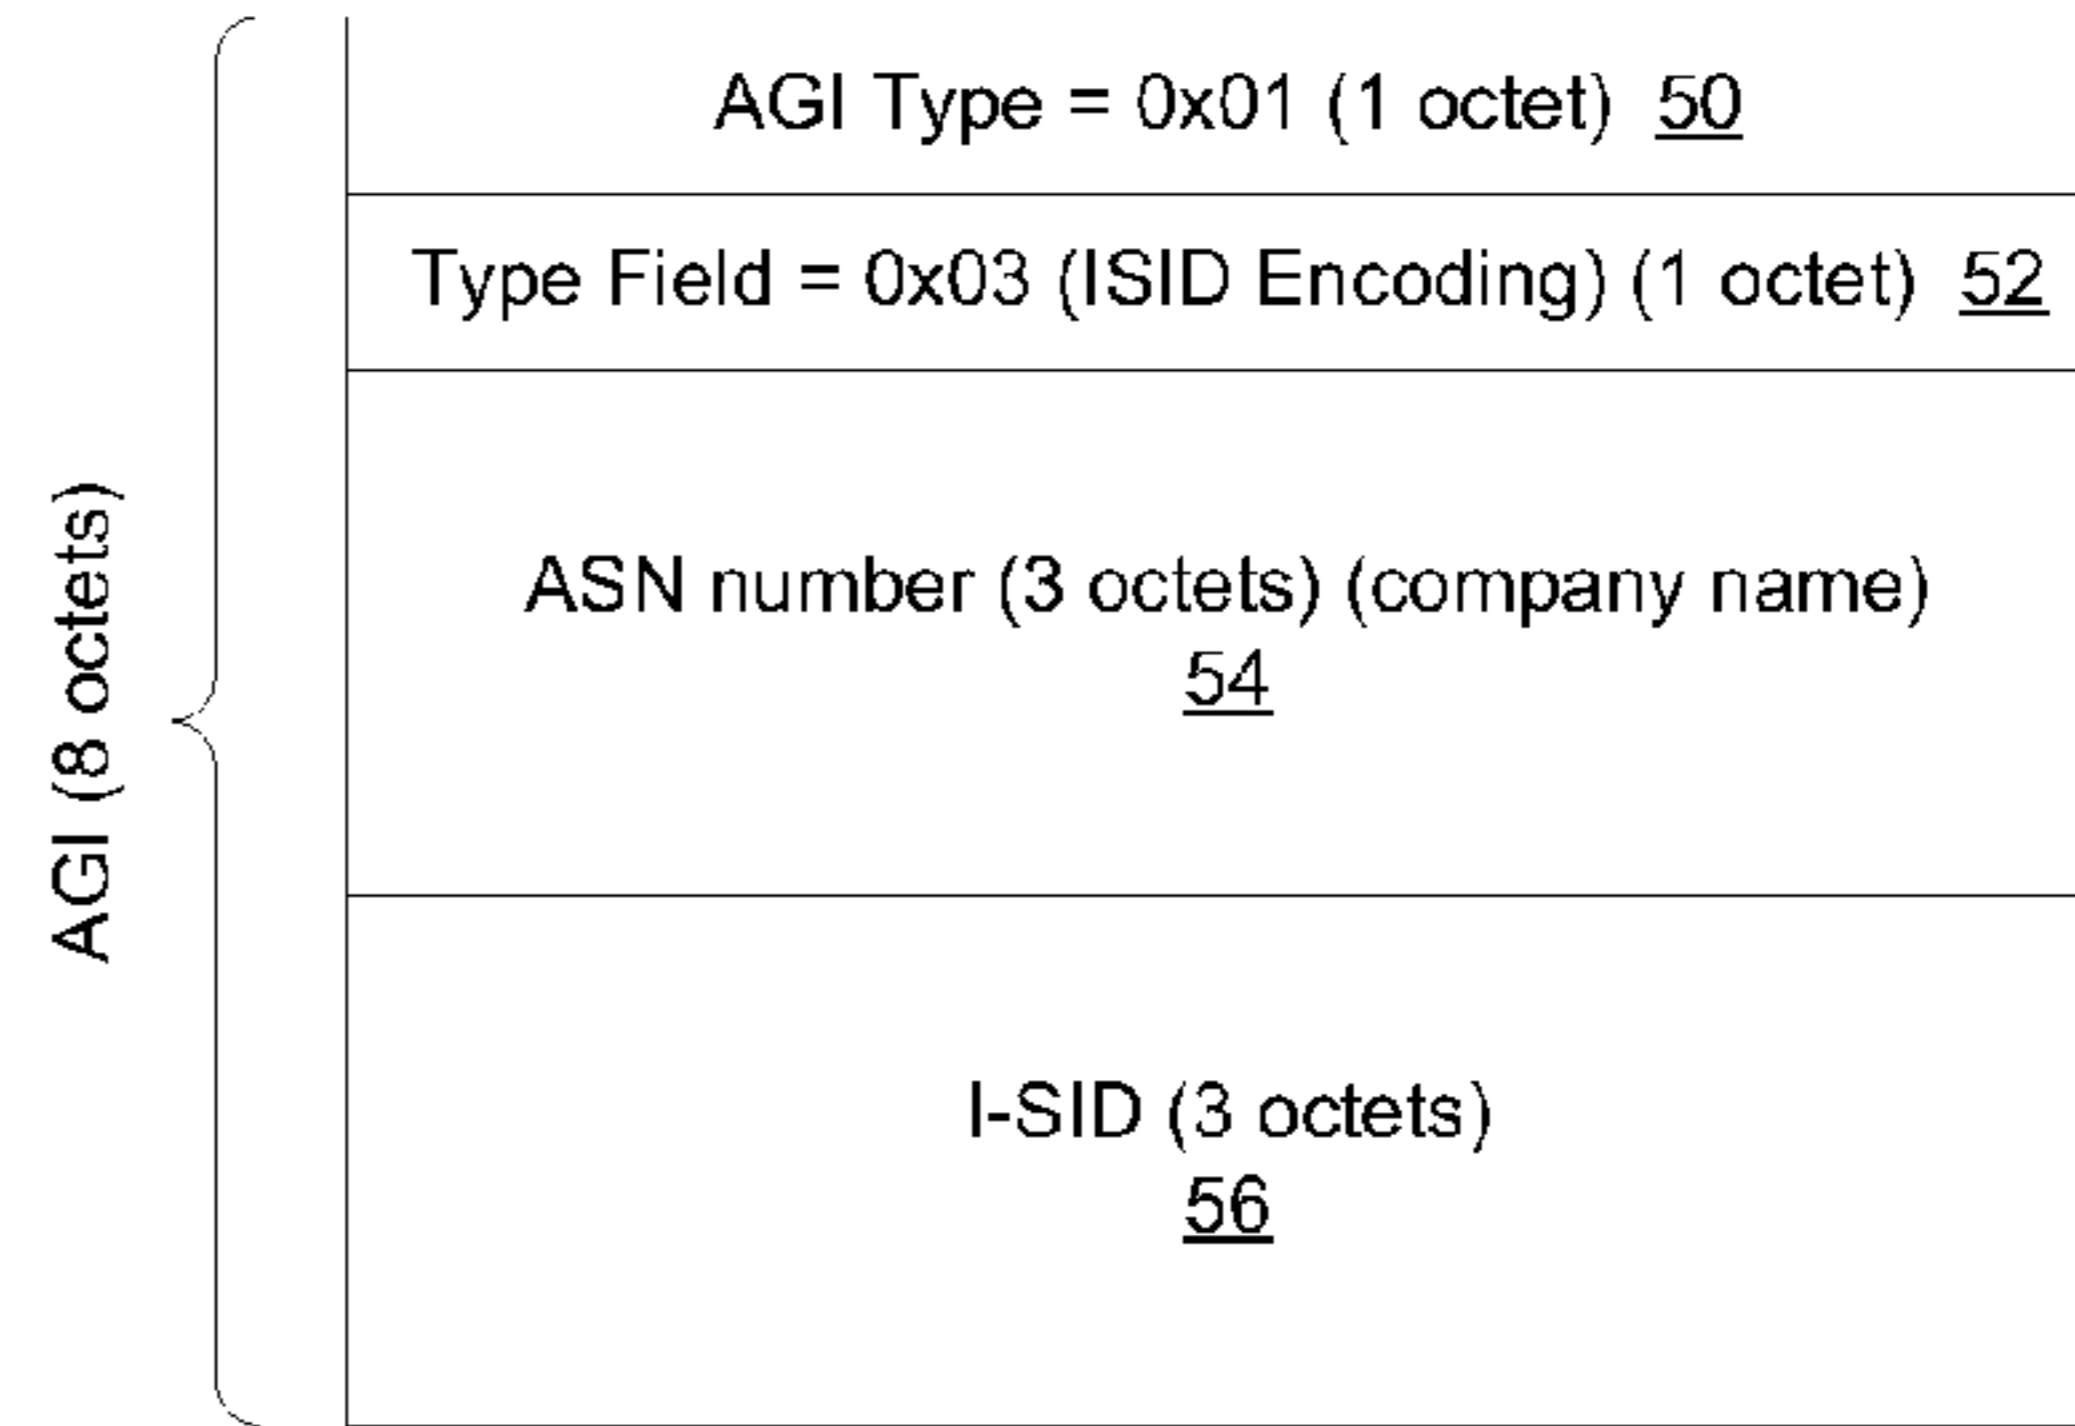 AGI (8 octets)
AGI Type = 0x01 (1 octet) 50
Type Field = 0x03 (ISID Encoding) (1 octet) 52
ASN number (3 octets) (company name)
54
I-SID (3 octets)
56